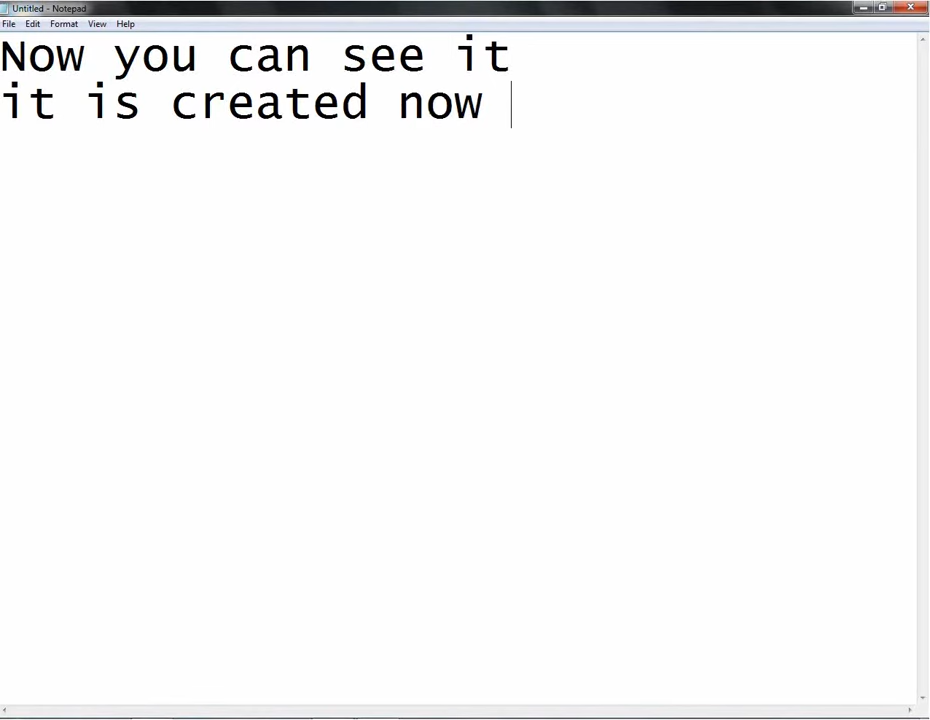 Untitled - Notepad
File Edit Format View Help
Now you can see it
it is created now